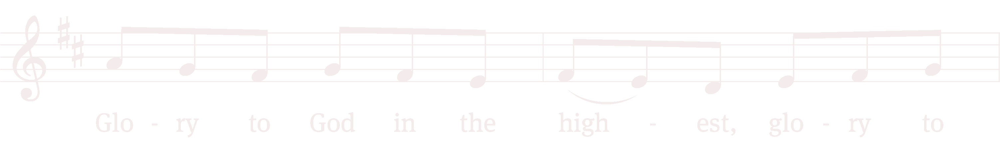 Glo - ry to God in the high - est, glo - ry to